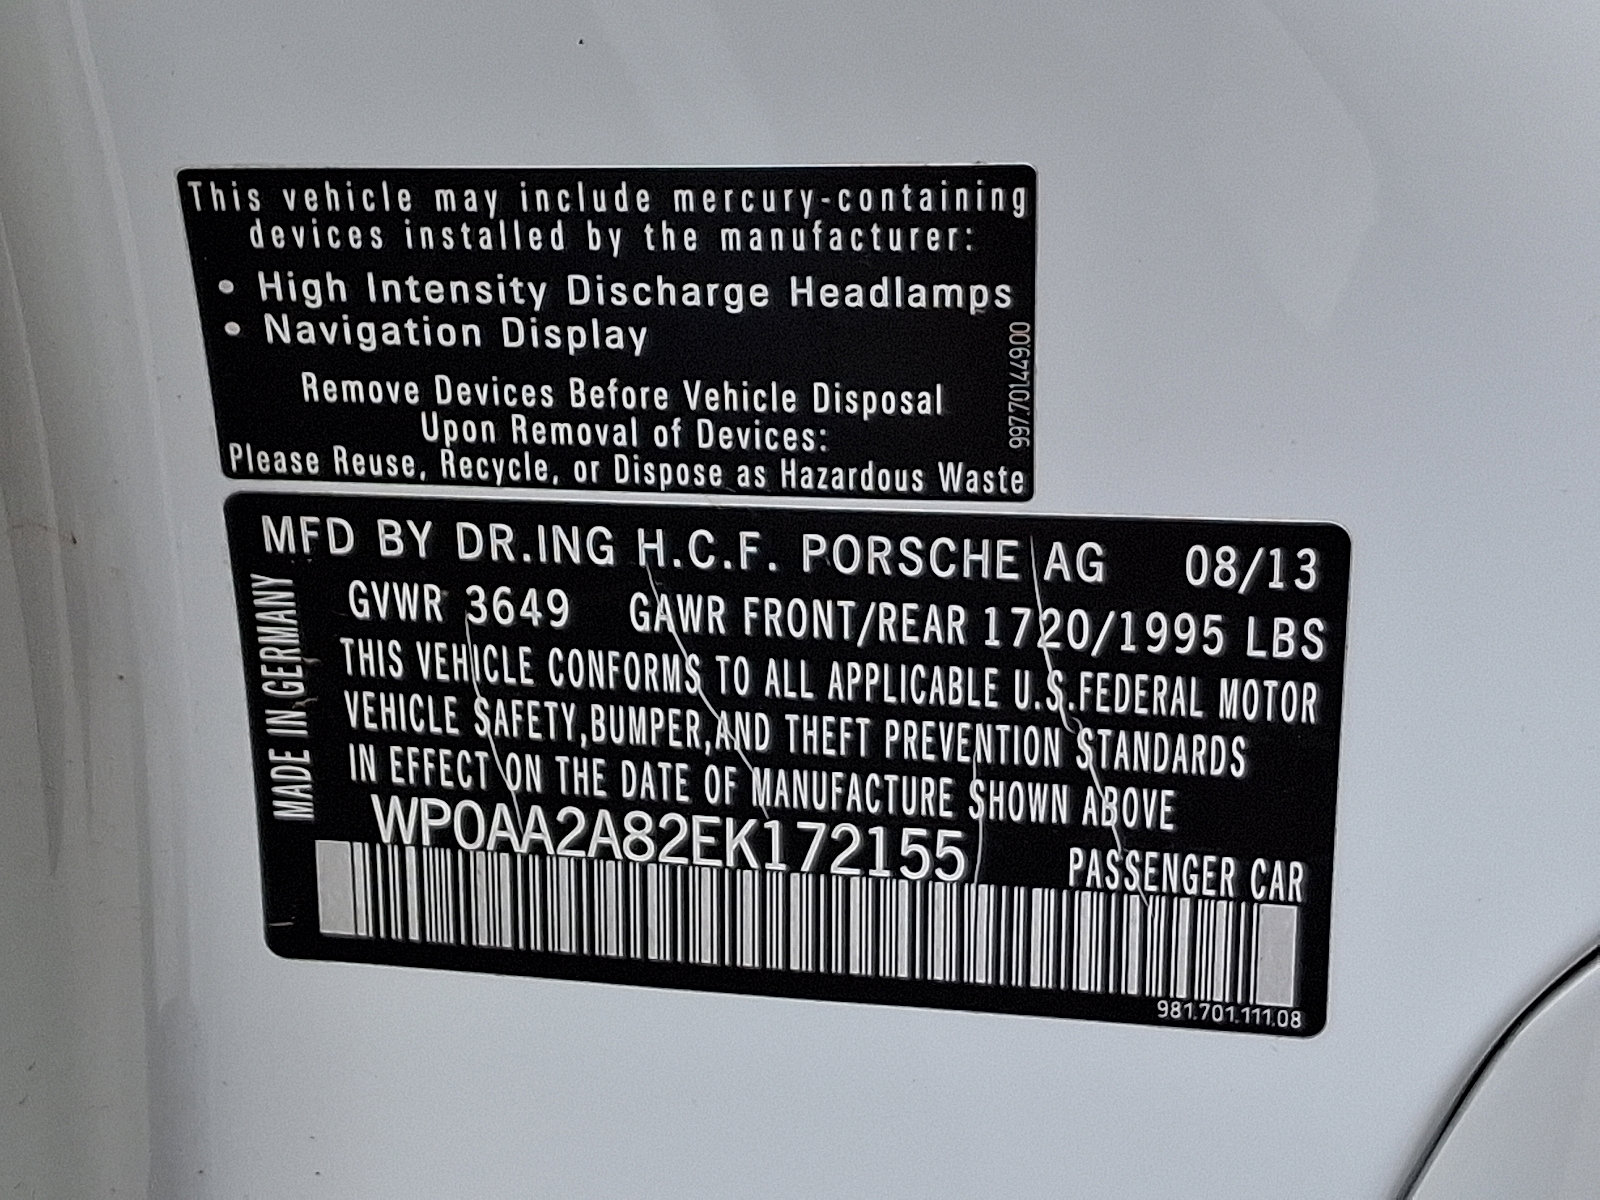 This vehicle may include mercury-containing
devices installed by the manufacturer:
• High Intensity Discharge Headlamps
• Navigation Display
Remove Devices Before Vehicle Disposal
Upon Removal of Devices:
Please Reuse, Recycle, or Dispose as Hazardous Waste
997.701.449.00
MFD BY DR.ING H.C.F. PORSCHE AG 08/13
GVWR 3649 GAWR FRONT/REAR 1720/1995 LBS
THIS VEHICLE CONFORMS TO ALL APPLICABLE U.S.FEDERAL MOTOR
VEHICLE SAFETY,BUMPER,AND THEFT PREVENTION STANDARDS
IN EFFECT ON THE DATE OF MANUFACTURE SHOWN ABOVE
WP0AA2A82EK172155
PASSENGER CAR
MADE IN GERMANY
981.701.111.08